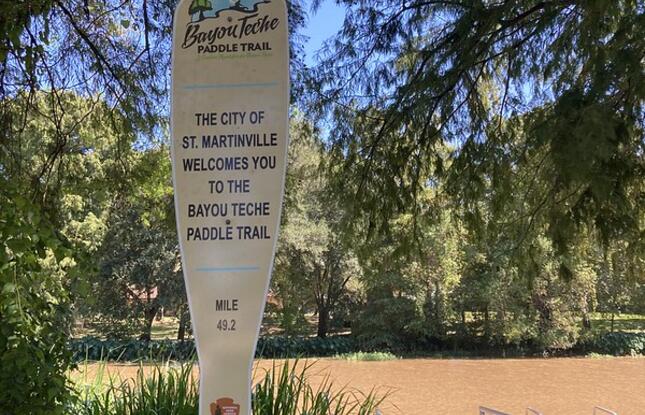 Bayou Teche
PADDLE TRAIL
THE CITY OF
ST. MARTINVILLE
WELCOMES YOU
TO THE
BAYOU TECHE
PADDLE TRAIL
MILE
49.2